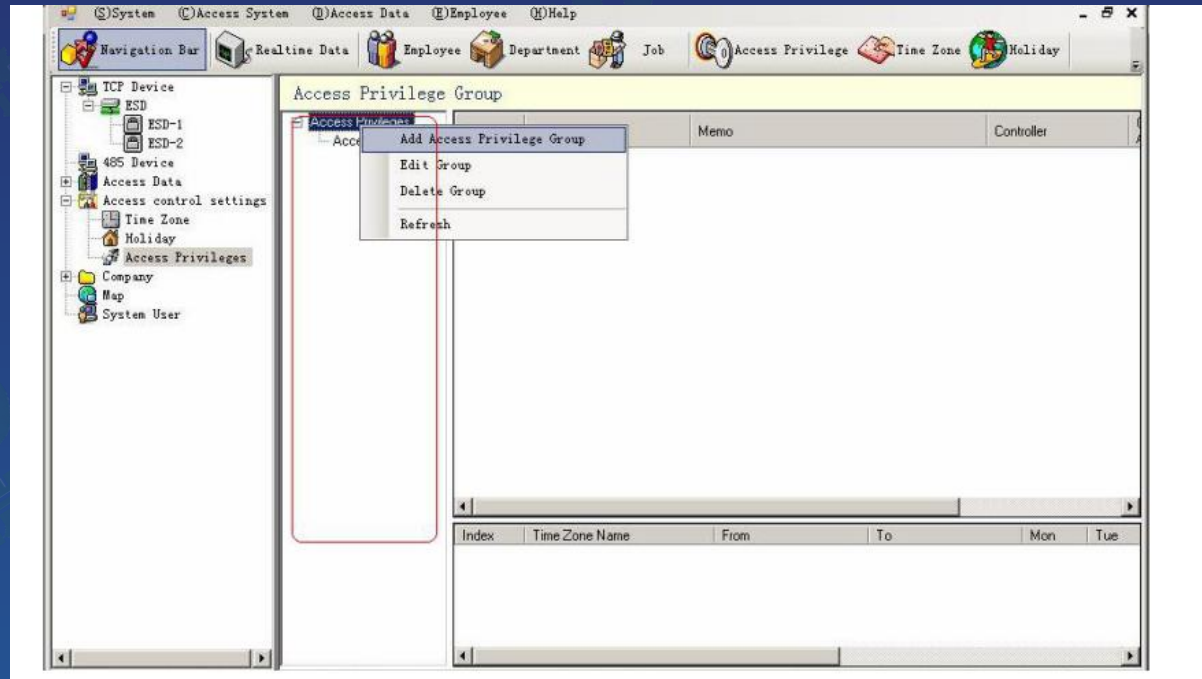 (S)System (C)Access System (D)Access Data (E)Employee (H)Help
Navigation Bar Realtime Data Employee Department Job Access Privilege Time Zone Holiday
TCP Device
ESD
ESD-1
ESD-2
485 Device
Access Data
Access control settings
Time Zone
Holiday
Access Privileges
Company
Map
System User
Access Privilege Group
Access Privileges
Acce
Add Access Privilege Group
Edit Group
Delete Group
Refresh
Memo Controller
Index Time Zone Name From To Mon Tue